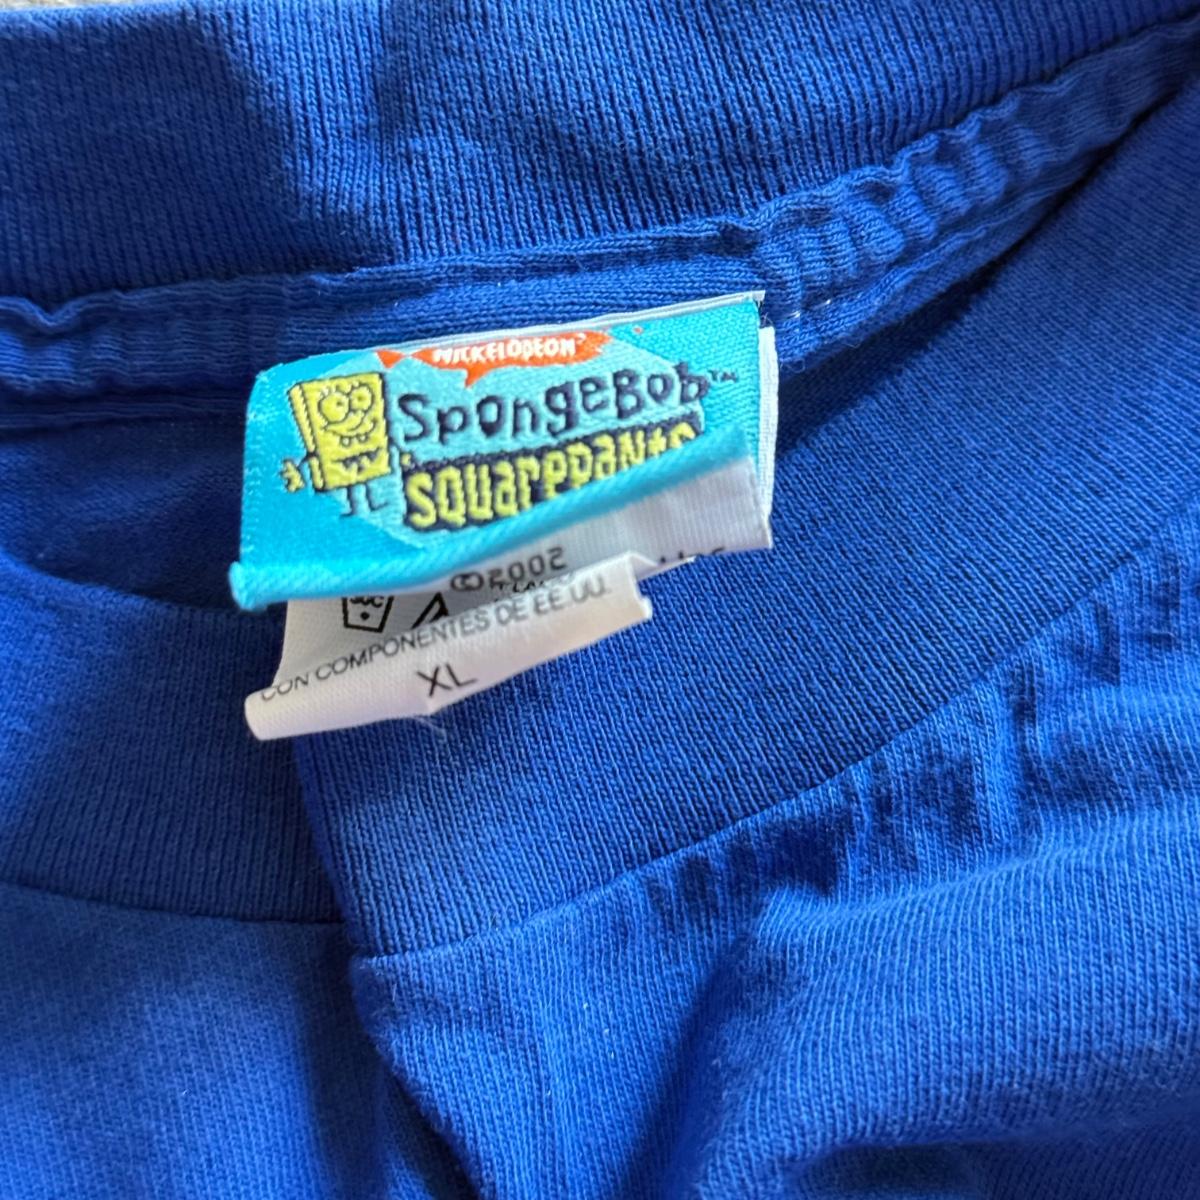 NICKELODEON
SpongeBob™
SQUAREPANTS
©2002
CON COMPONENTES DE EE.UU.
XL